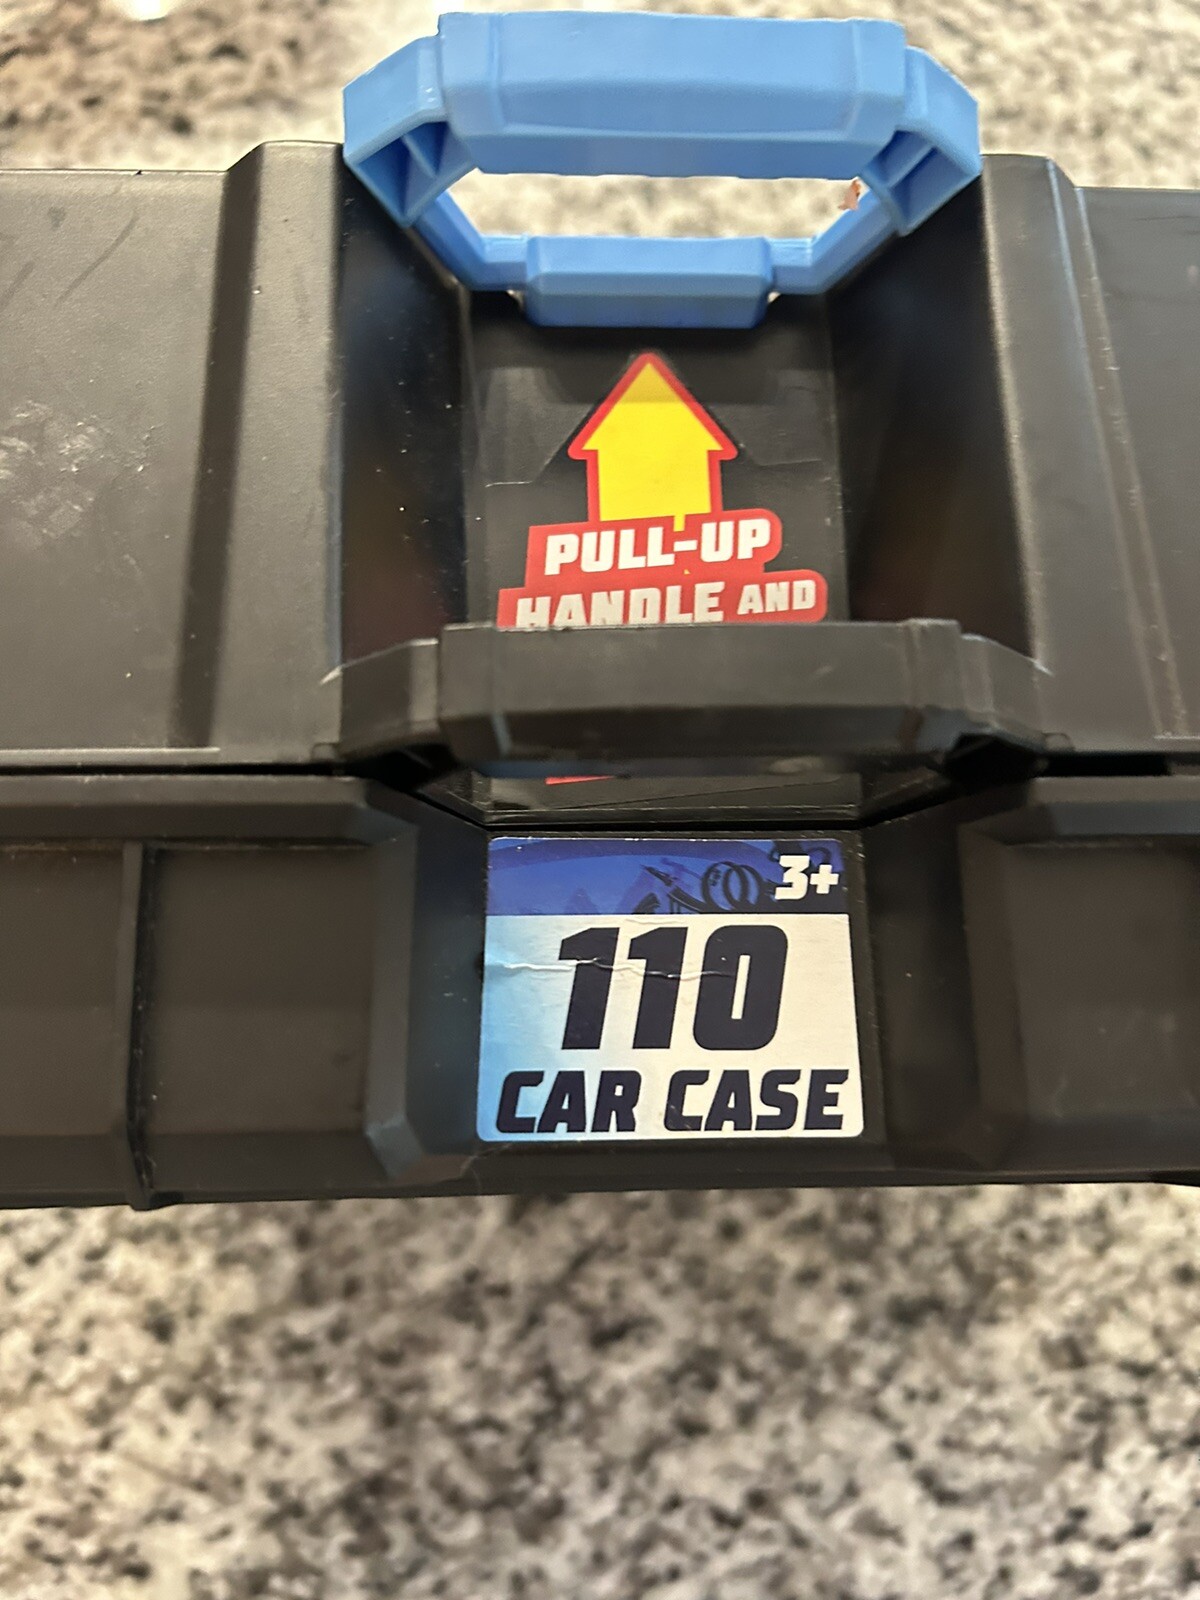 PULL-UP
HANDLE AND
3+
110
CAR CASE